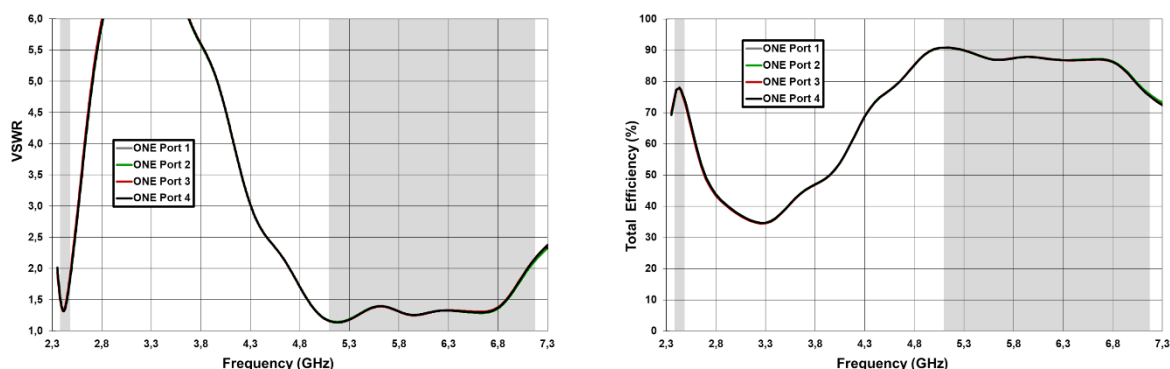 6,0
5,5
5,0
4,5
4,0
3,5
3,0
2,5
2,0
1,5
1,0
VSWR
ONE Port 1
ONE Port 2
ONE Port 3
ONE Port 4
2,3 2,8 3,3 3,8 4,3 4,8 5,3 5,8 6,3 6,8 7,3
Frequency (GHz)
100
90
80
70
60
50
40
30
20
10
0
Total Efficiency (%)
ONE Port 1
ONE Port 2
ONE Port 3
ONE Port 4
2,3 2,8 3,3 3,8 4,3 4,8 5,3 5,8 6,3 6,8 7,3
Frequency (GHz)